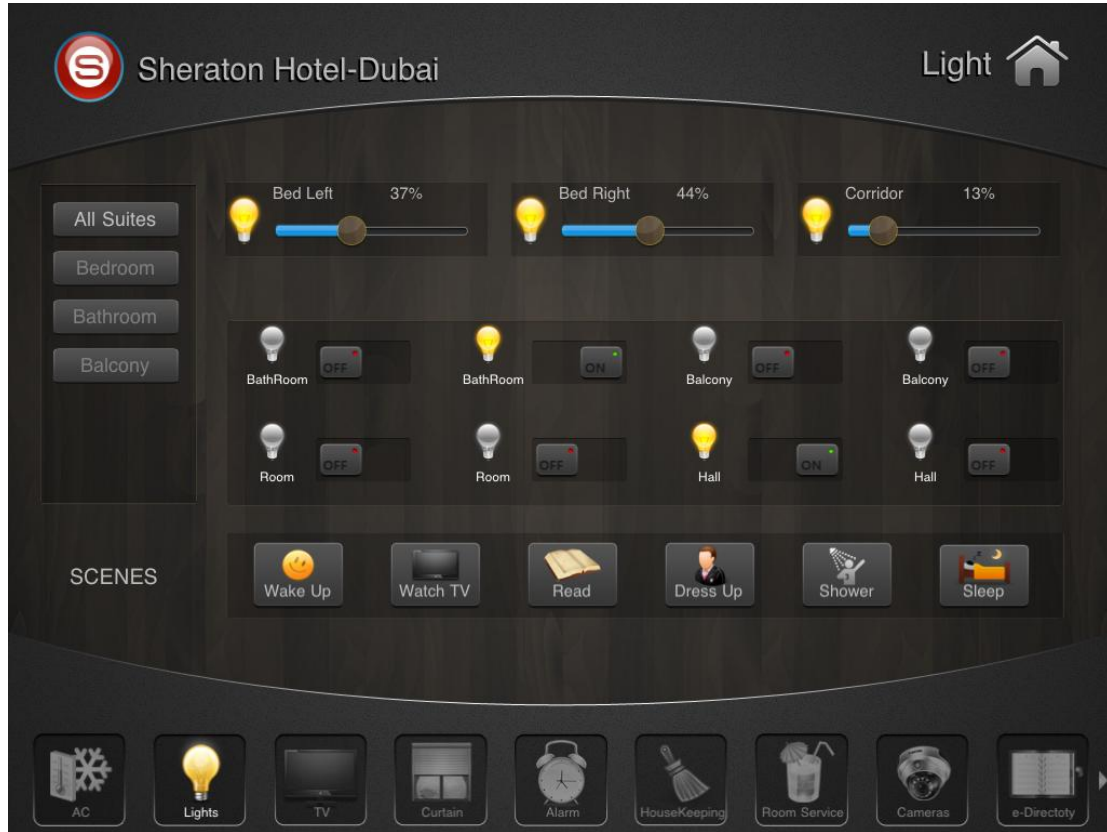 S
Sheraton Hotel-Dubai
Light
All Suites
Bedroom
Bathroom
Balcony
Bed Left 37%
Bed Right 44%
Corridor 13%
BathRoom OFF
BathRoom ON
Balcony OFF
Balcony OFF
Room OFF
Room OFF
Hall ON
Hall OFF
SCENES
Wake Up
Watch TV
Read
Dress Up
Shower
Sleep
AC
Lights
TV
Curtain
Alarm
HouseKeeping
Room Service
Cameras
e-Directoty